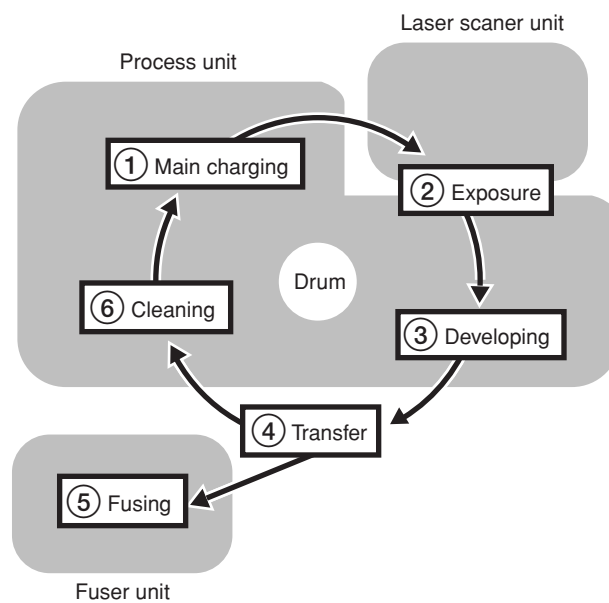 Laser scaner unit
Process unit
① Main charging
② Exposure
Drum
⑥ Cleaning
③ Developing
④ Transfer
⑤ Fusing
Fuser unit